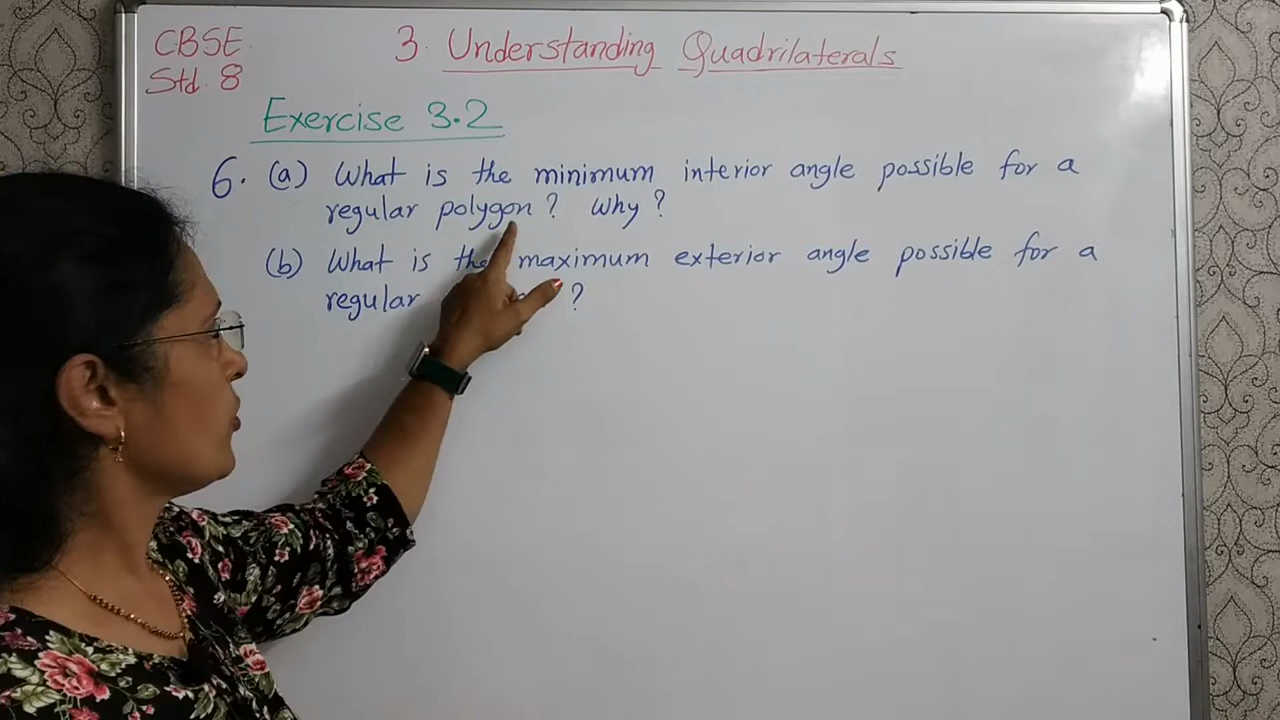 CBSE
Std. 8
3. Understanding Quadrilaterals
Exercise 3.2
6. (a) What is the minimum interior angle possible for a
regular polygon? Why?
(b) What is the maximum exterior angle possible for a
regular ?